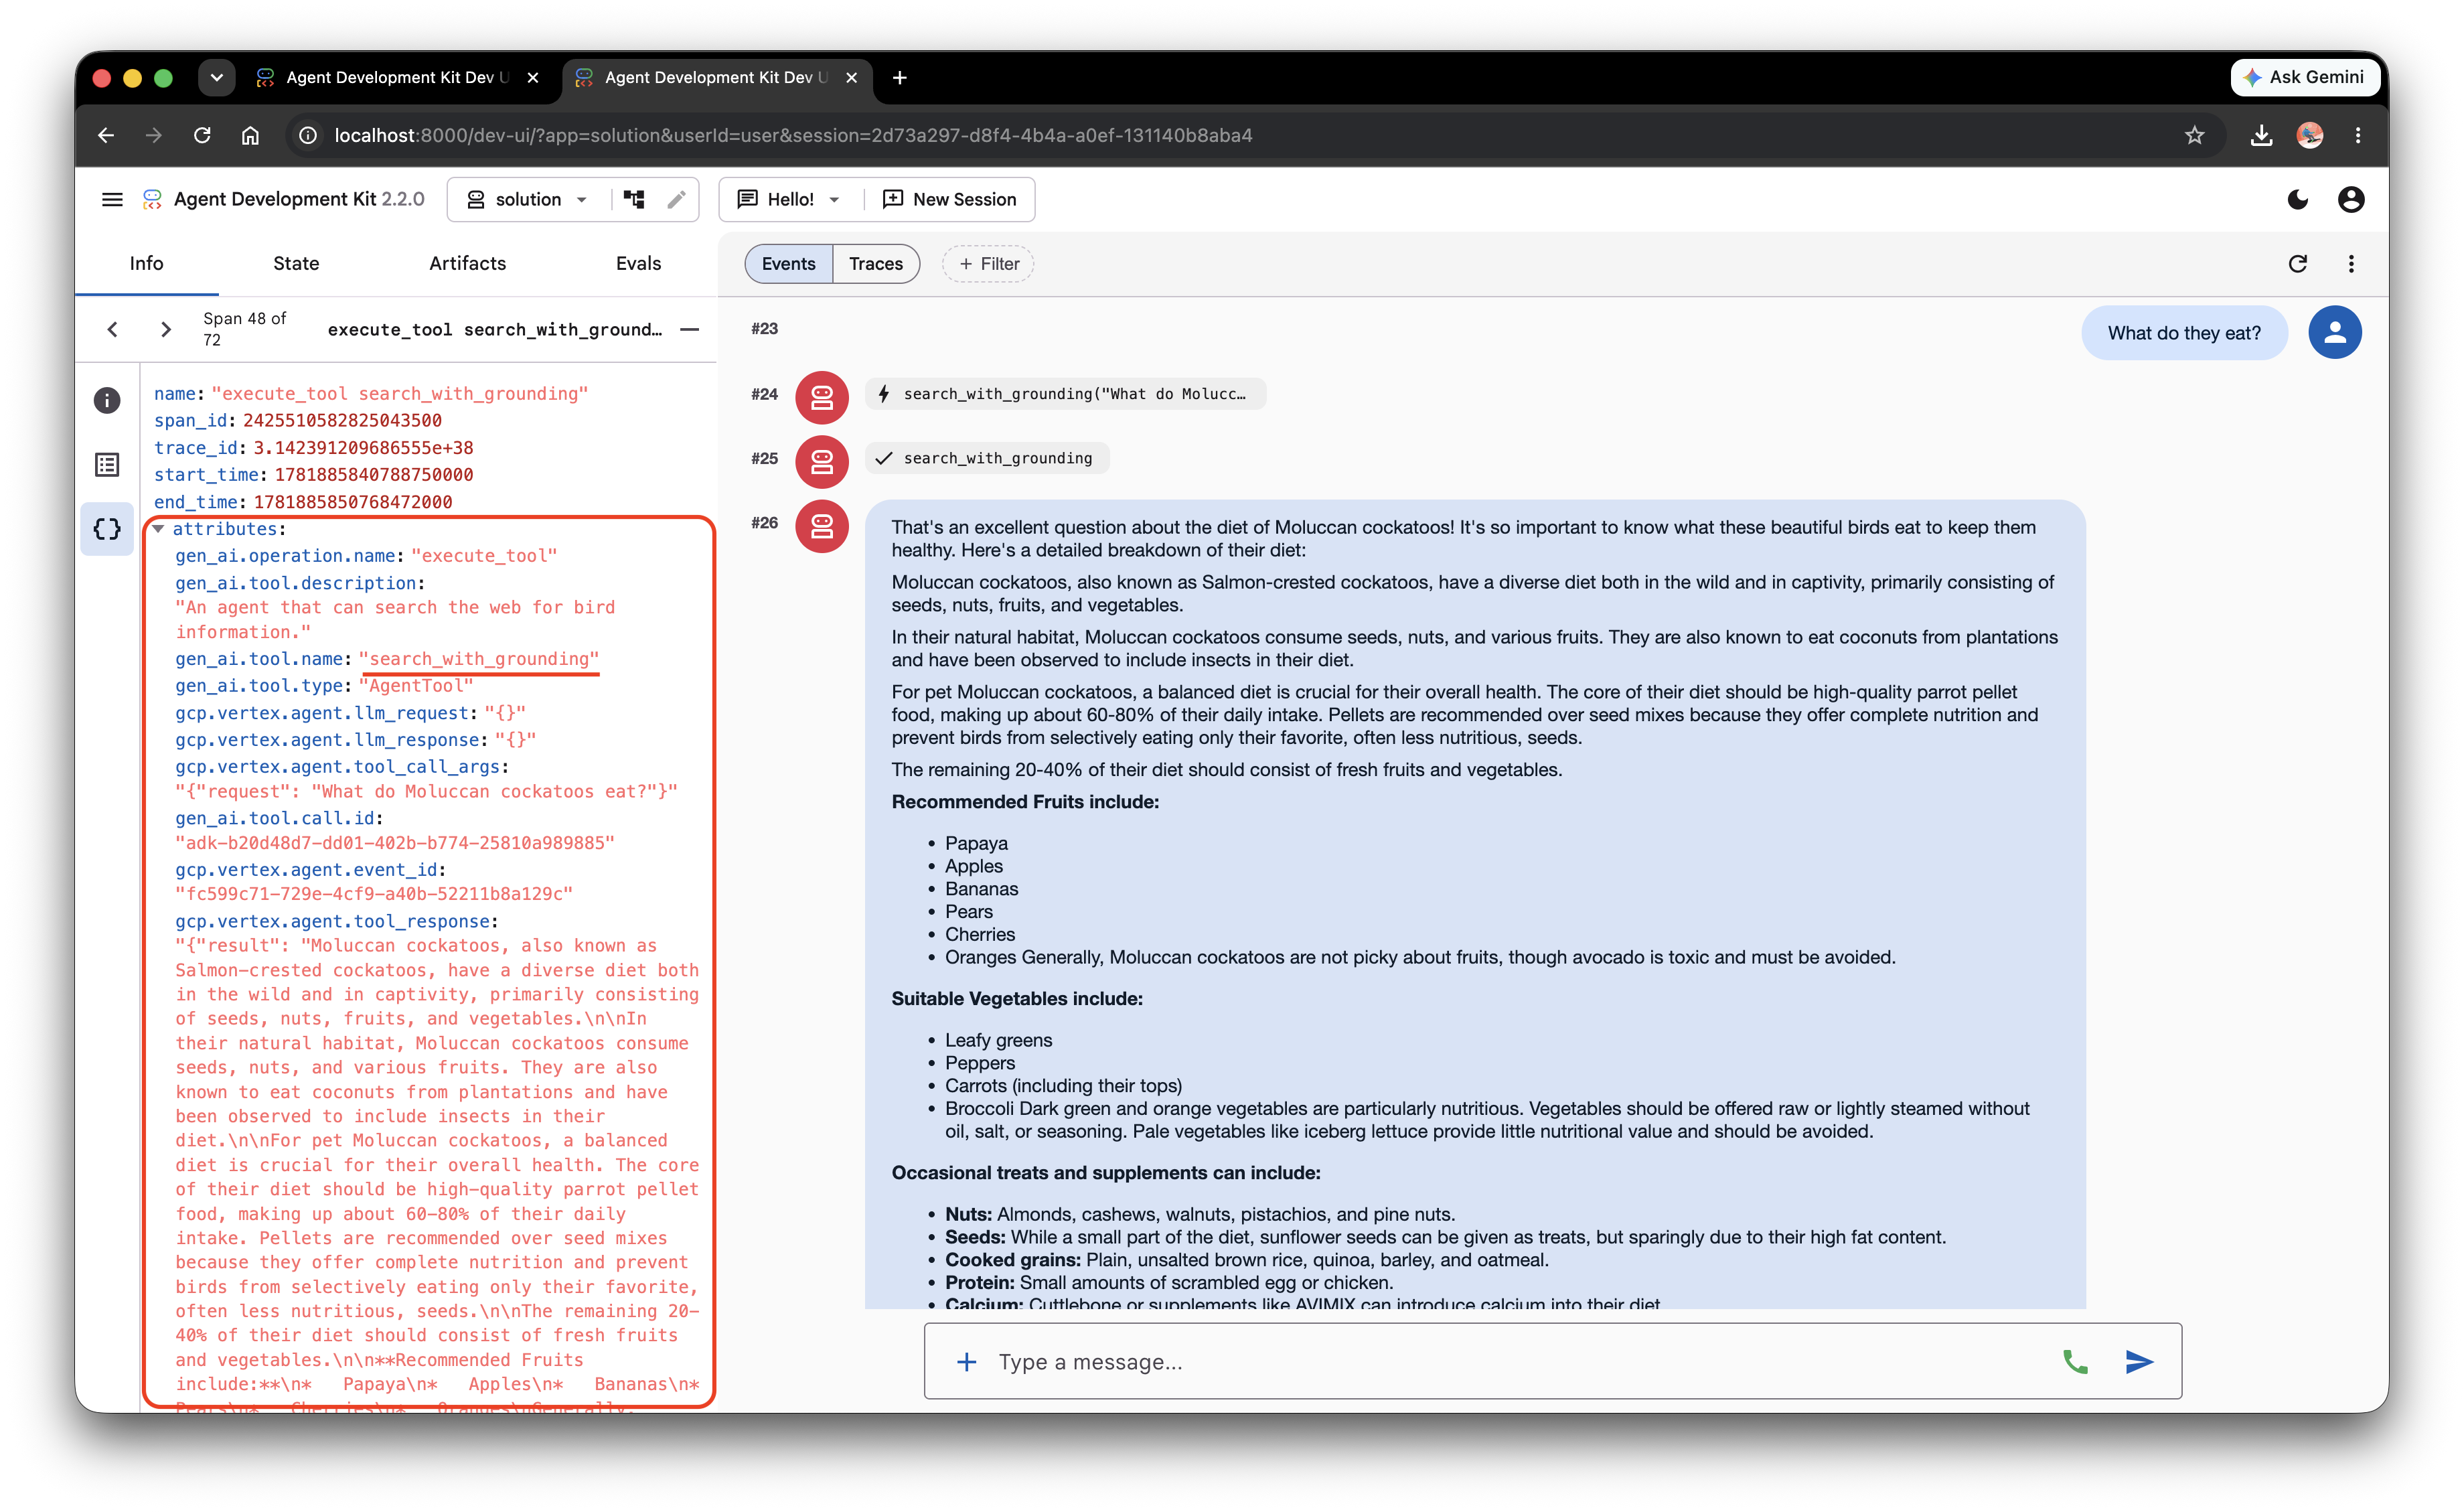 Agent Development Kit Dev U
Agent Development Kit Dev U
Ask Gemini
localhost:8000/dev-ui/?app=solution&userId=user&session=2d73a297-d8f4-4b4a-a0ef-131140b8aba4
Agent Development Kit 2.2.0
solution
Hello!
New Session
Info
State
Artifacts
Evals
Events
Traces
+ Filter
Span 48 of
72
execute_tool search_with_ground...
name: "execute_tool search_with_grounding"
span_id: 2425510582825043500
trace_id: 3.142391209686555e+38
start_time: 1781885840788750000
end_time: 1781885850768472000
attributes:
gen_ai.operation.name: "execute_tool"
gen_ai.tool.description:
"An agent that can search the web for bird
information."
gen_ai.tool.name: "search_with_grounding"
gen_ai.tool.type: "AgentTool"
gcp.vertex.agent.llm_request: "{}"
gcp.vertex.agent.llm_response: "{}"
gcp.vertex.agent.tool_call_args:
"{"request": "What do Moluccan cockatoos eat?"}"
gen_ai.tool.call.id:
"adk-b20d48d7-dd01-402b-b774-25810a989885"
gcp.vertex.agent.event_id:
"fc599c71-729e-4cf9-a40b-52211b8a129c"
gcp.vertex.agent.tool_response:
"{"result": "Moluccan cockatoos, also known as
Salmon-crested cockatoos, have a diverse diet both
in the wild and in captivity, primarily consisting
of seeds, nuts, fruits, and vegetables.\n\nIn
their natural habitat, Moluccan cockatoos consume
seeds, nuts, and various fruits. They are also
known to eat coconuts from plantations and have
been observed to include insects in their
diet.\n\nFor pet Moluccan cockatoos, a balanced
diet is crucial for their overall health. The core
of their diet should be high-quality parrot pellet
food, making up about 60-80% of their daily
intake. Pellets are recommended over seed mixes
because they offer complete nutrition and prevent
birds from selectively eating only their favorite,
often less nutritious, seeds.\n\nThe remaining 20-
40% of their diet should consist of fresh fruits
and vegetables.\n\n**Recommended Fruits
include:**\n*   Papaya\n*   Apples\n*   Bananas\n*
Pears\n*   Cherries\n*   Oranges\nGenerally,
#23
What do they eat?
#24
search_with_grounding("What do Molucc...
#25
search_with_grounding
#26
That's an excellent question about the diet of Moluccan cockatoos! It's so important to know what these beautiful birds eat to keep them
healthy. Here's a detailed breakdown of their diet:
Moluccan cockatoos, also known as Salmon-crested cockatoos, have a diverse diet both in the wild and in captivity, primarily consisting of
seeds, nuts, fruits, and vegetables.
In their natural habitat, Moluccan cockatoos consume seeds, nuts, and various fruits. They are also known to eat coconuts from plantations
and have been observed to include insects in their diet.
For pet Moluccan cockatoos, a balanced diet is crucial for their overall health. The core of their diet should be high-quality parrot pellet
food, making up about 60-80% of their daily intake. Pellets are recommended over seed mixes because they offer complete nutrition and
prevent birds from selectively eating only their favorite, often less nutritious, seeds.
The remaining 20-40% of their diet should consist of fresh fruits and vegetables.
Recommended Fruits include:
• Papaya
• Apples
• Bananas
• Pears
• Cherries
• Oranges Generally, Moluccan cockatoos are not picky about fruits, though avocado is toxic and must be avoided.
Suitable Vegetables include:
• Leafy greens
• Peppers
• Carrots (including their tops)
• Broccoli Dark green and orange vegetables are particularly nutritious. Vegetables should be offered raw or lightly steamed without
oil, salt, or seasoning. Pale vegetables like iceberg lettuce provide little nutritional value and should be avoided.
Occasional treats and supplements can include:
• Nuts: Almonds, cashews, walnuts, pistachios, and pine nuts.
• Seeds: While a small part of the diet, sunflower seeds can be given as treats, but sparingly due to their high fat content.
• Cooked grains: Plain, unsalted brown rice, quinoa, barley, and oatmeal.
• Protein: Small amounts of scrambled egg or chicken.
• Calcium: Cuttlebone or supplements like AVIMIX can introduce calcium into their diet
Type a message...